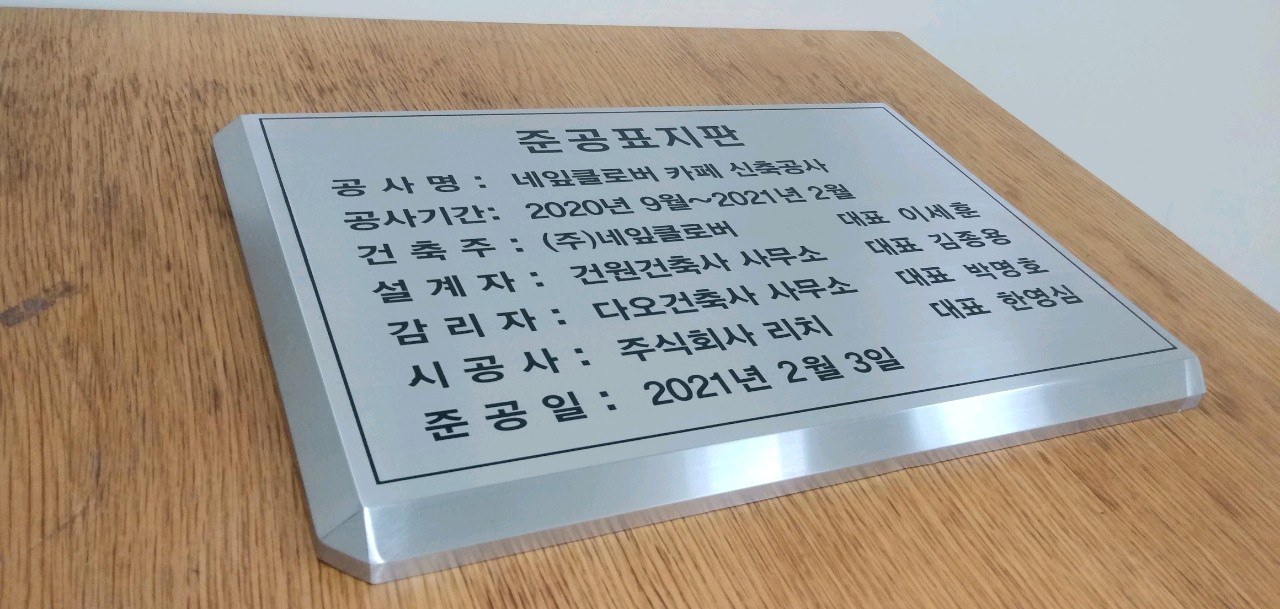 준공표지판
공 사 명 : 네잎클로버 카페 신축공사
공사기간: 2020년 9월~2021년 2월
건 축 주 : (주)네잎클로버 대표 이세훈
설 계 자 : 건원건축사 사무소 대표 김종용
감 리 자 : 다오건축사 사무소 대표 박명호
시 공 사 : 주식회사 리치 대표 한영심
준 공 일 : 2021년 2월 3일